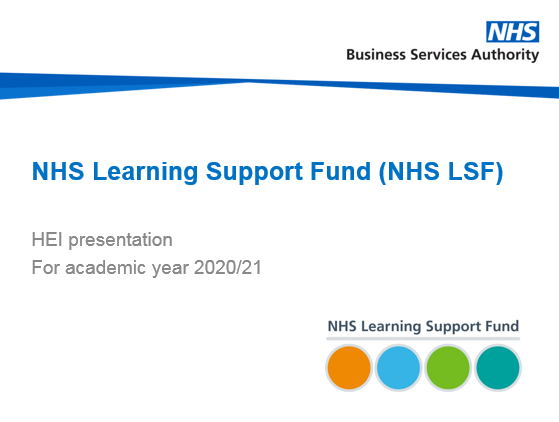 NHS
Business Services Authority
NHS Learning Support Fund (NHS LSF)
HEI presentation
For academic year 2020/21
NHS Learning Support Fund